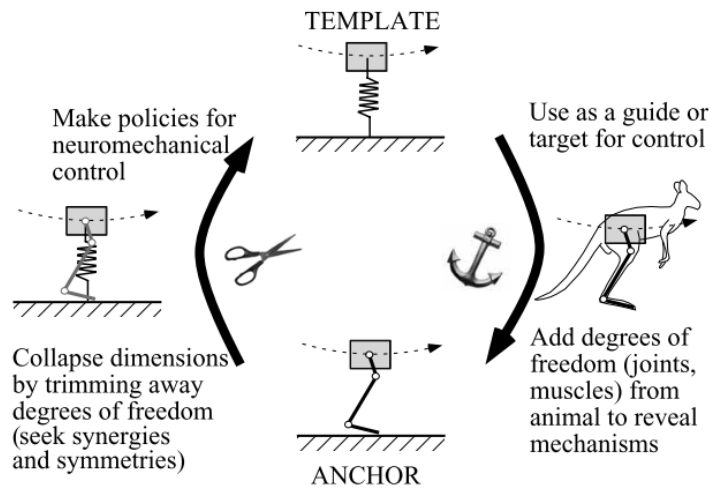 TEMPLATE
Make policies for
neuromechanical
control
Use as a guide or
target for control
Collapse dimensions
by trimming away
degrees of freedom
(seek synergies
and symmetries)
Add degrees of
freedom (joints,
muscles) from
animal to reveal
mechanisms
ANCHOR